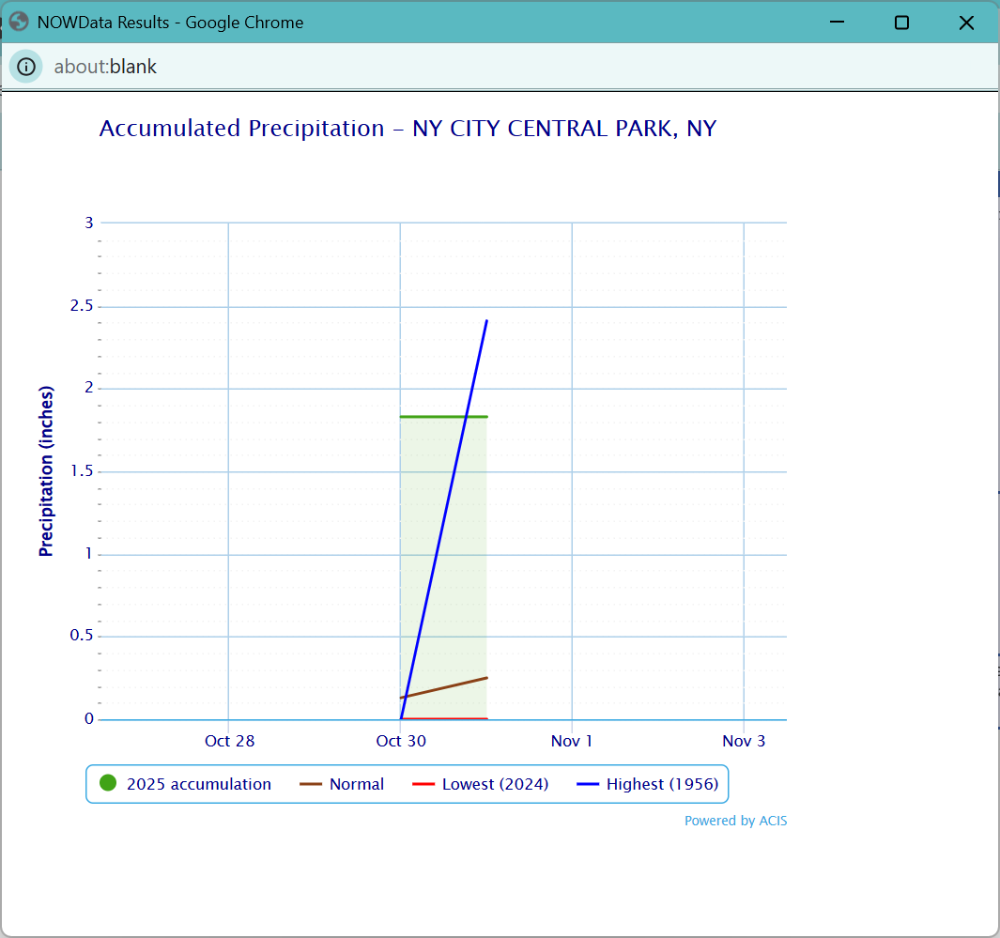 NOWData Results - Google Chrome
about:blank
Accumulated Precipitation – NY CITY CENTRAL PARK, NY
Precipitation (inches)
3
2.5
2
1.5
1
0.5
0
Oct 28 Oct 30 Nov 1 Nov 3
2025 accumulation Normal Lowest (2024) Highest (1956)
Powered by ACIS